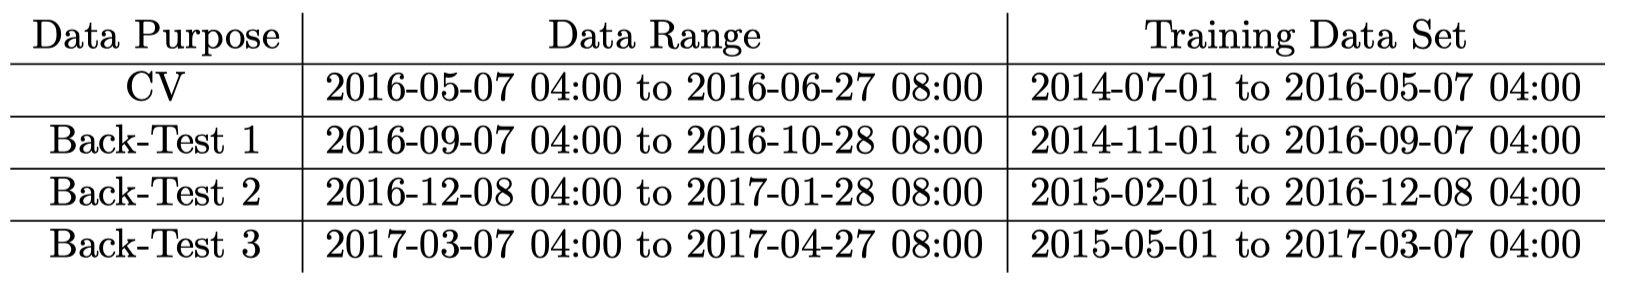 Data Purpose Data Range Training Data Set
CV 2016-05-07 04:00 to 2016-06-27 08:00 2014-07-01 to 2016-05-07 04:00
Back-Test 1 2016-09-07 04:00 to 2016-10-28 08:00 2014-11-01 to 2016-09-07 04:00
Back-Test 2 2016-12-08 04:00 to 2017-01-28 08:00 2015-02-01 to 2016-12-08 04:00
Back-Test 3 2017-03-07 04:00 to 2017-04-27 08:00 2015-05-01 to 2017-03-07 04:00